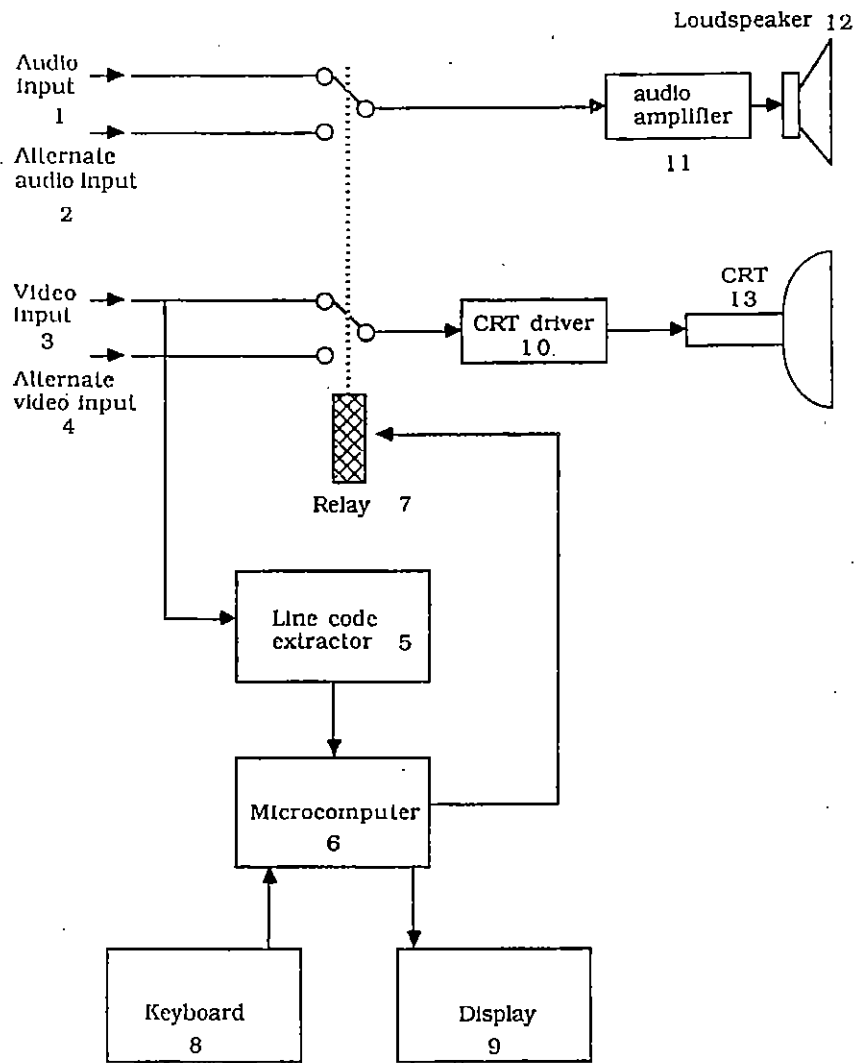 Loudspeaker 12
Audio
input
1
audio
amplifier
11
Alternate
audio input
2
Video
input
3
CRT
13
CRT driver
10.
Alternate
video input
4
Relay 7
Line code
extractor 5
Microcomputer
6
Keyboard
8
Display
9